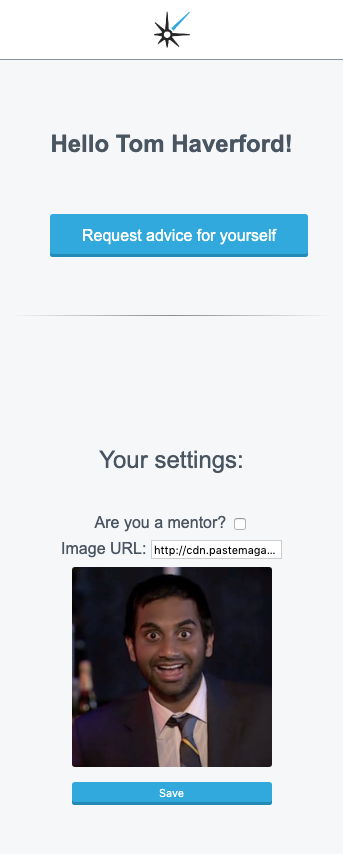 Hello Tom Haverford!
Request advice for yourself
Your settings:
Are you a mentor?
Image URL: http://cdn.pastemaga...
Save